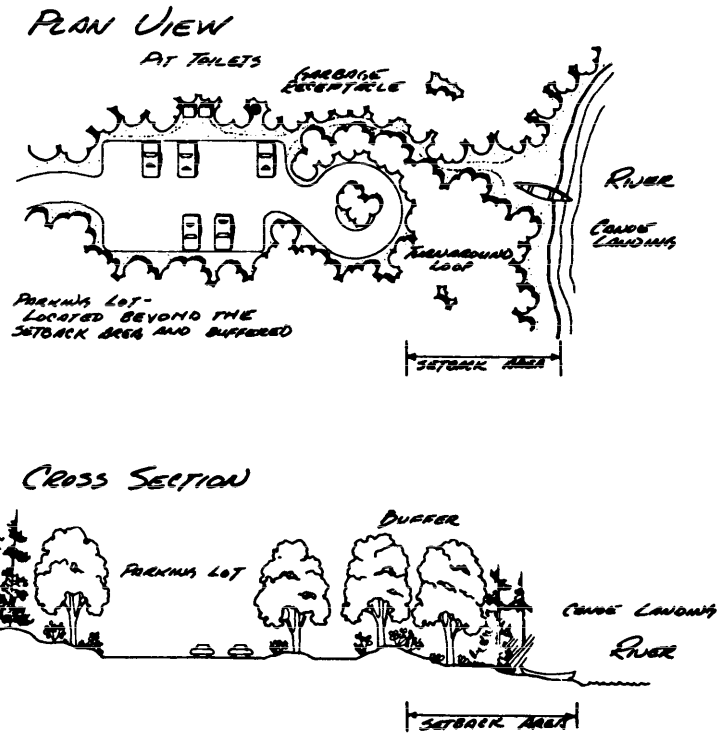 PLAN VIEW
PIT TOILETS
GARBAGE
RECEPTACLE
RIVER
CANOE
LANDING
TURNAROUND
LOOP
PARKING LOT-
LOCATED BEYOND THE
SETBACK AREA AND BUFFERED
SETBACK AREA
CROSS SECTION
BUFFER
PARKING LOT
CANOE LANDING
RIVER
SETBACK AREA